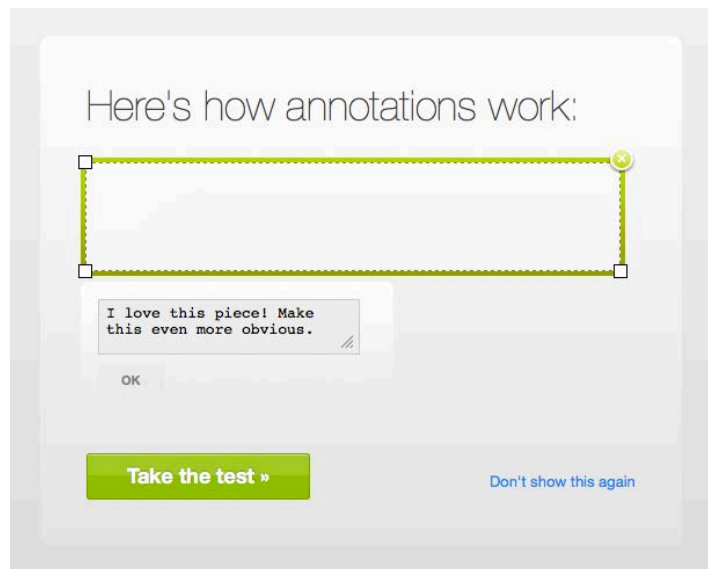 Here's how annotations work:
I love this piece! Make
this even more obvious.
OK
Take the test »
Don't show this again